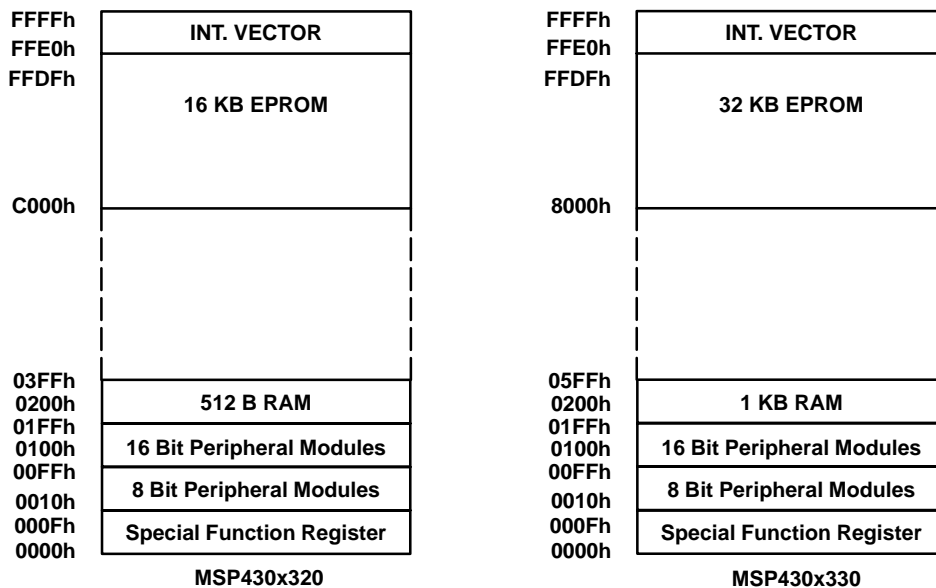 FFFFh
FFE0h
FFDFh
INT. VECTOR
16 KB EPROM
C000h
03FFh
0200h
512 B RAM
01FFh
0100h
16 Bit Peripheral Modules
00FFh
0010h
8 Bit Peripheral Modules
000Fh
0000h
Special Function Register
MSP430x320
FFFFh
FFE0h
FFDFh
INT. VECTOR
32 KB EPROM
8000h
05FFh
0200h
1 KB RAM
01FFh
0100h
16 Bit Peripheral Modules
00FFh
0010h
8 Bit Peripheral Modules
000Fh
0000h
Special Function Register
MSP430x330